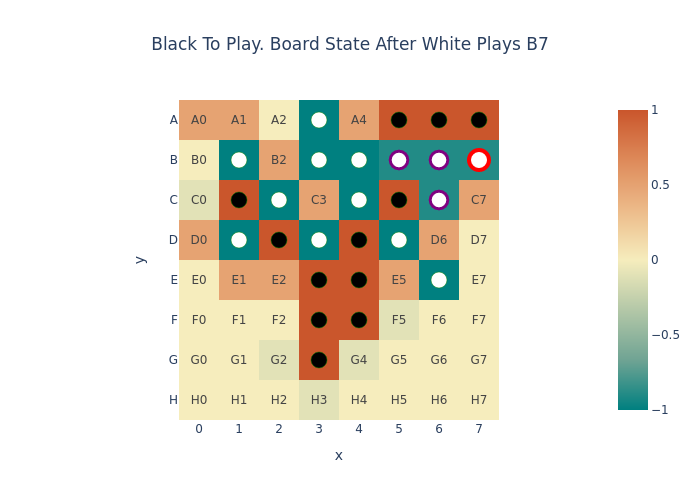 Black To Play. Board State After White Plays B7
A A0 A1 A2 A4
B B0 B2
C C0 C3 C7
D D0 D6 D7
E E0 E1 E2 E5 E7
F F0 F1 F2 F5 F6 F7
G G0 G1 G2 G4 G5 G6 G7
H H0 H1 H2 H3 H4 H5 H6 H7
0 1 2 3 4 5 6 7
x
y
1
0.5
0
−0.5
−1